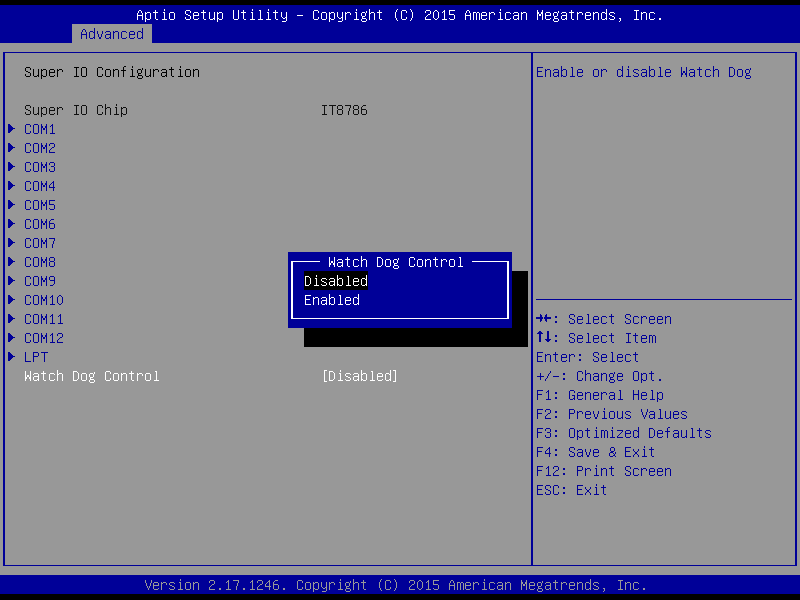 Aptio Setup Utility – Copyright (C) 2015 American Megatrends, Inc.
Advanced
Super IO Configuration
Super IO Chip IT8786
COM1
COM2
COM3
COM4
COM5
COM6
COM7
COM8
COM9
COM10
COM11
COM12
LPT
Watch Dog Control [Disabled]
Watch Dog Control
Disabled
Enabled
Enable or disable Watch Dog
→←: Select Screen
↑↓: Select Item
Enter: Select
+/-: Change Opt.
F1: General Help
F2: Previous Values
F3: Optimized Defaults
F4: Save & Exit
F12: Print Screen
ESC: Exit
Version 2.17.1246. Copyright (C) 2015 American Megatrends, Inc.